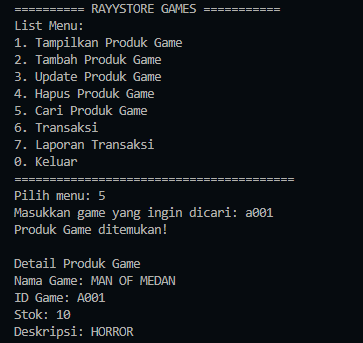 ========== RAYYSTORE GAMES ===========
List Menu:
1. Tampilkan Produk Game
2. Tambah Produk Game
3. Update Produk Game
4. Hapus Produk Game
5. Cari Produk Game
6. Transaksi
7. Laporan Transaksi
0. Keluar
========================================
Pilih menu: 5
Masukkan game yang ingin dicari: a001
Produk Game ditemukan!
Detail Produk Game
Nama Game: MAN OF MEDAN
ID Game: A001
Stok: 10
Deskripsi: HORROR